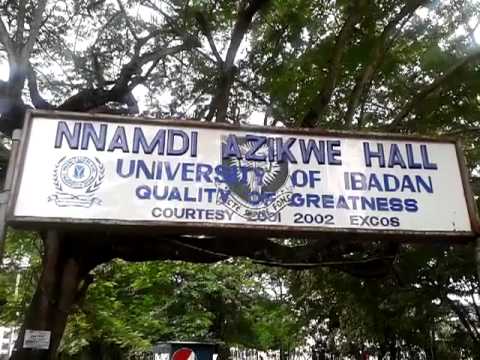 NNAMDI AZIKWE HALL
UNIVERSITY OF IBADAN
QUALITY OF GREATNESS
COURTESY 2001 2002 EXCOS